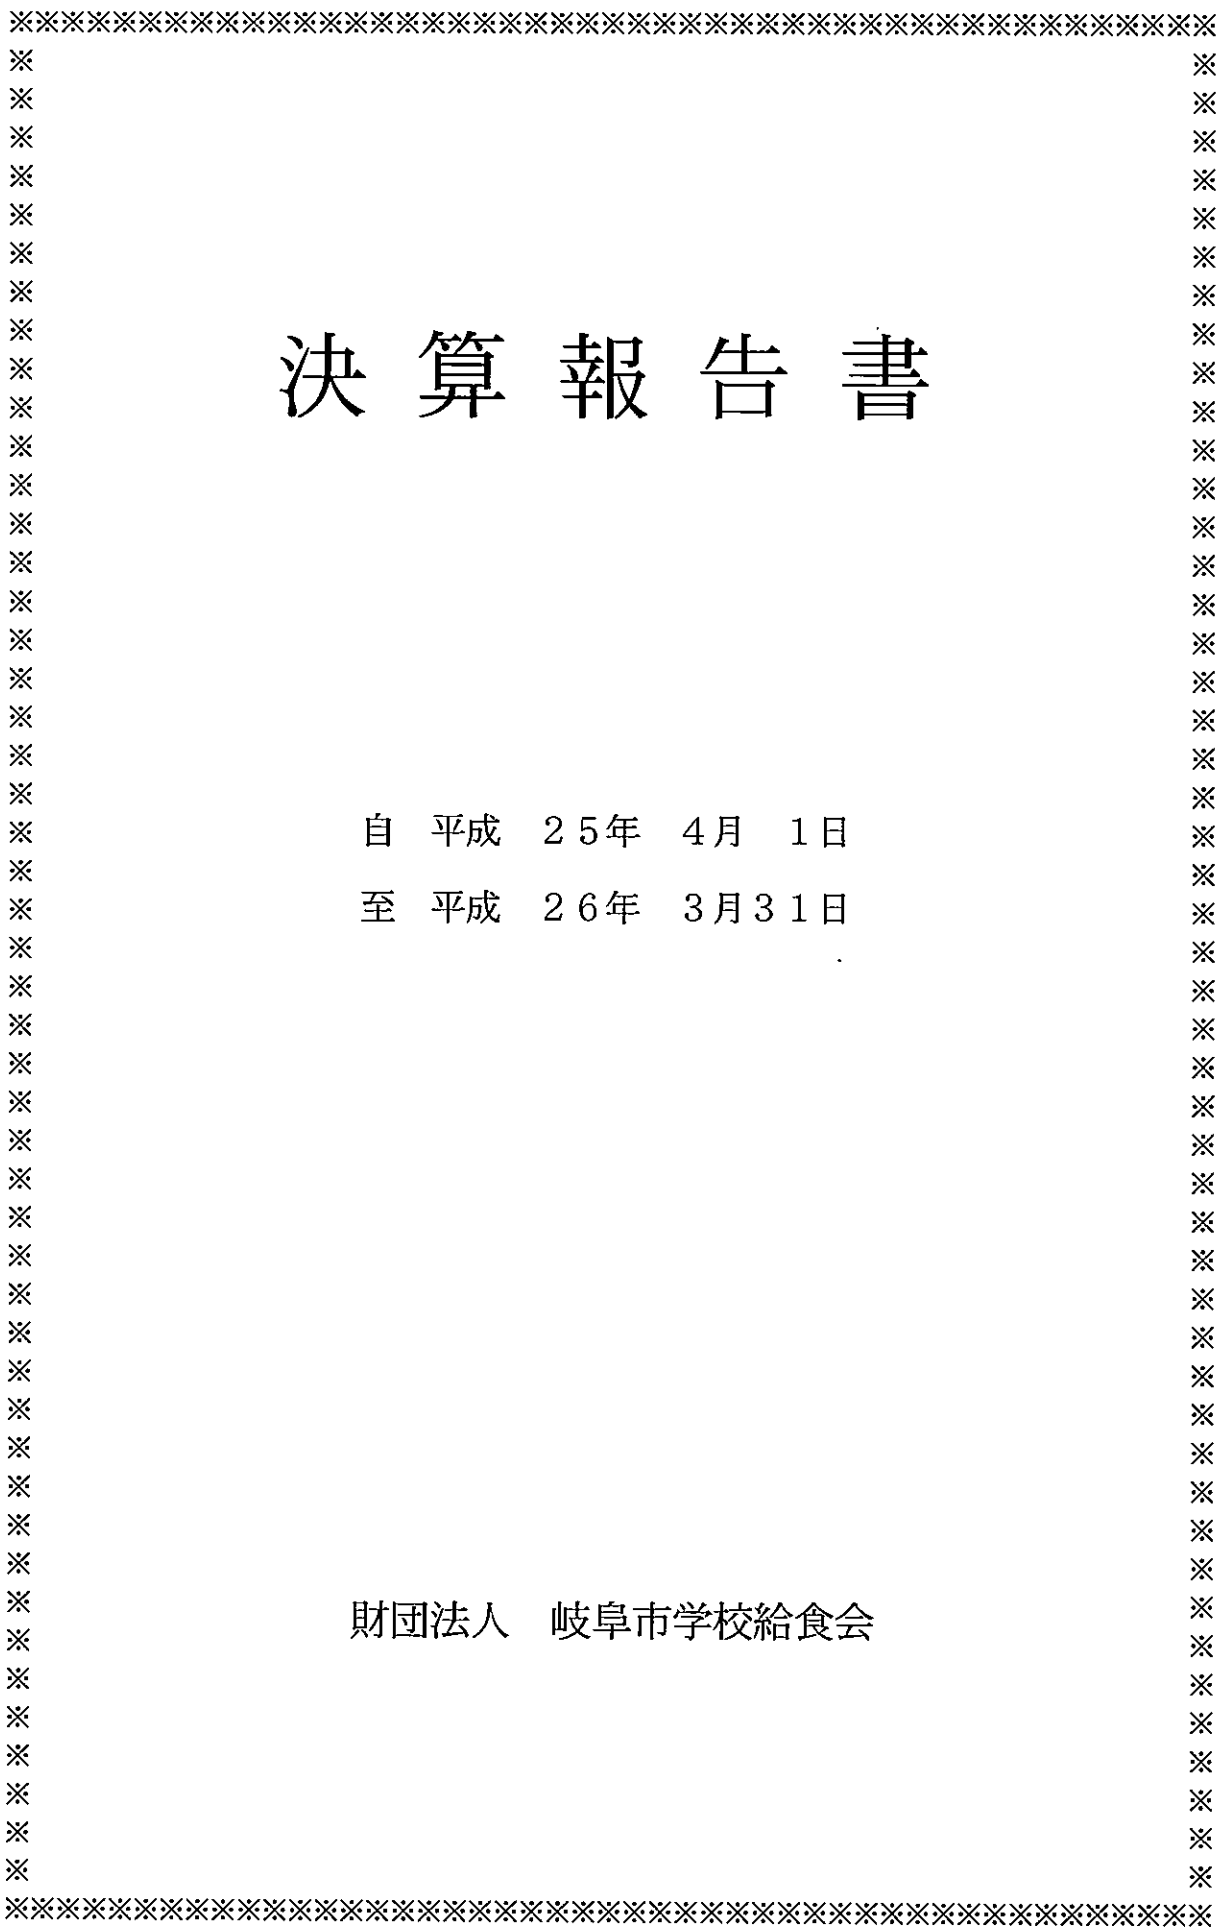 決算報告書
自　平成　２５年　４月　１日
至　平成　２６年　３月３１日
財団法人　岐阜市学校給食会